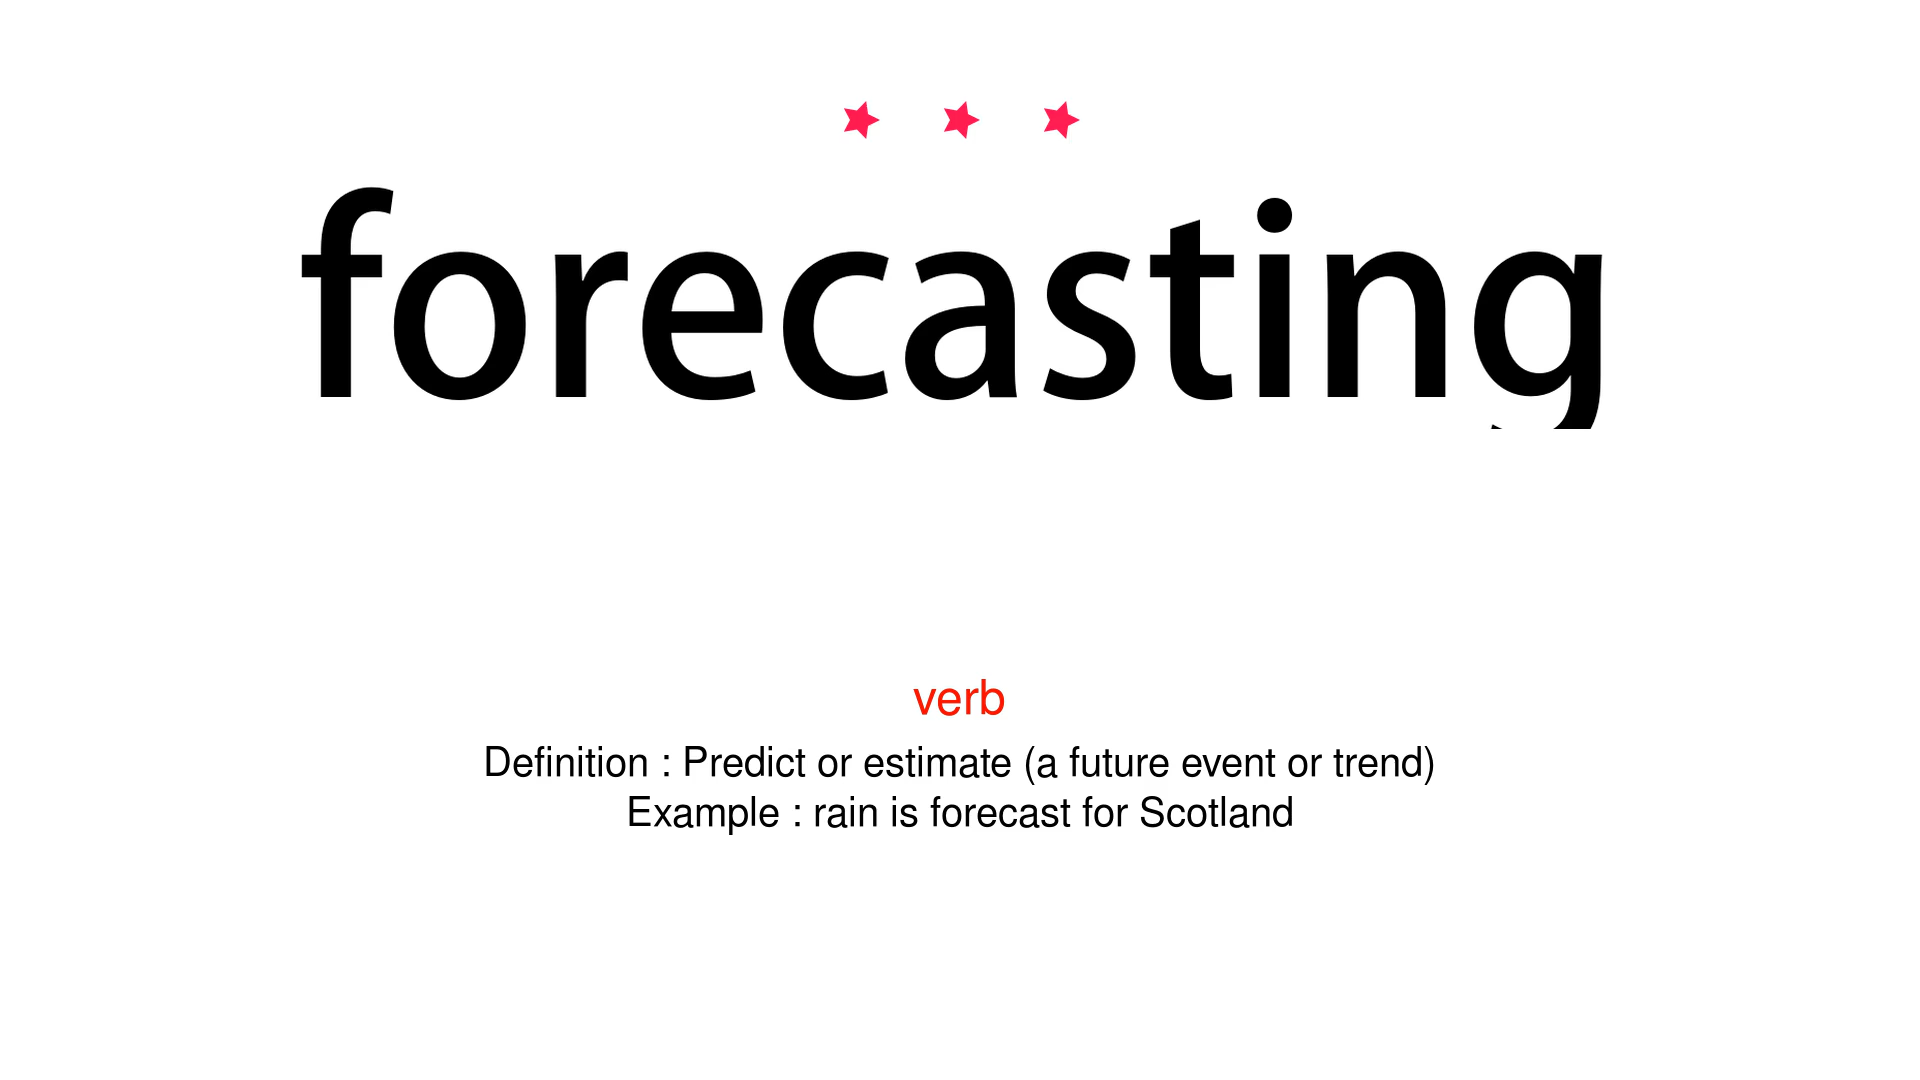 forecasting
verb
Definition : Predict or estimate (a future event or trend)
Example : rain is forecast for Scotland